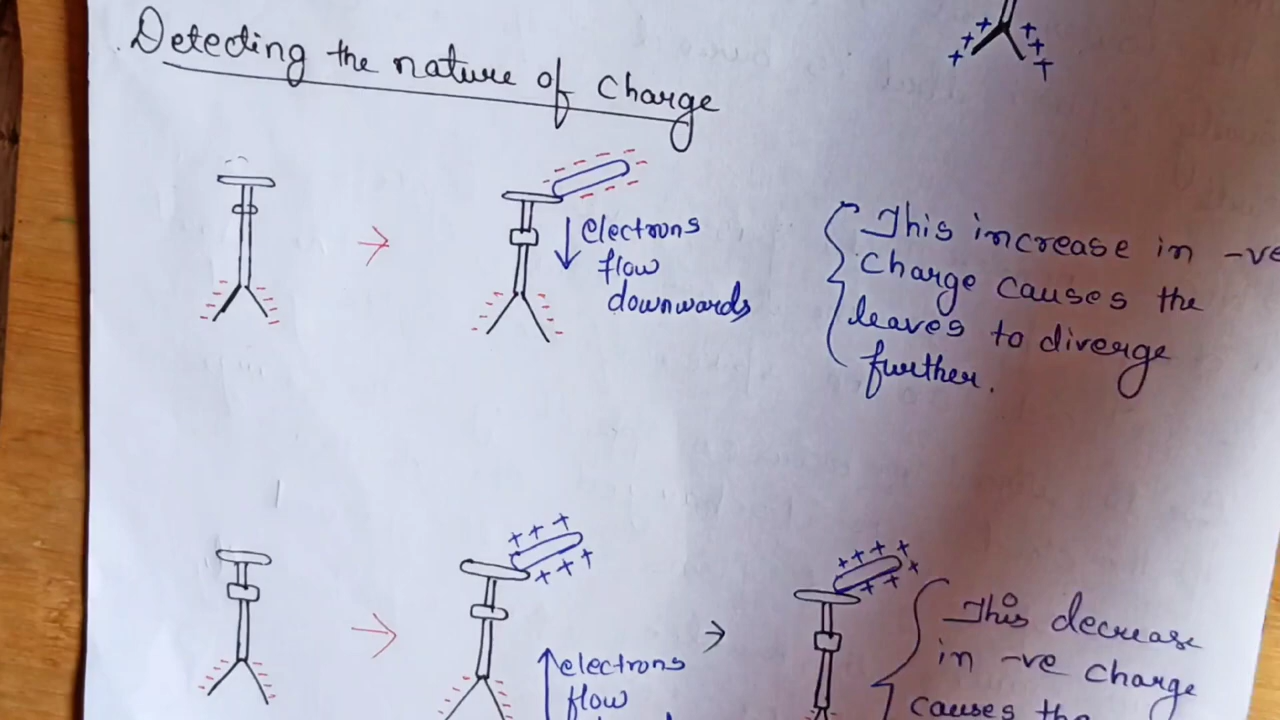 Detecting the nature of charge
electrons
flow
downwards
This increase in -ve
charge causes the
leaves to diverge
further.
electrons
flow
This decrease
in -ve charge
causes the